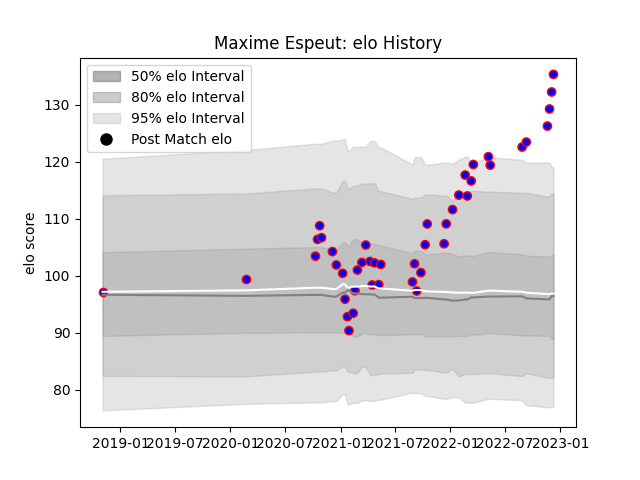 Maxime Espeut: elo History
50% elo Interval
80% elo Interval
95% elo Interval
Post Match elo
elo score
130
120
110
100
90
80
2019-01
2019-07
2020-01
2020-07
2021-01
2021-07
2022-01
2022-07
2023-01